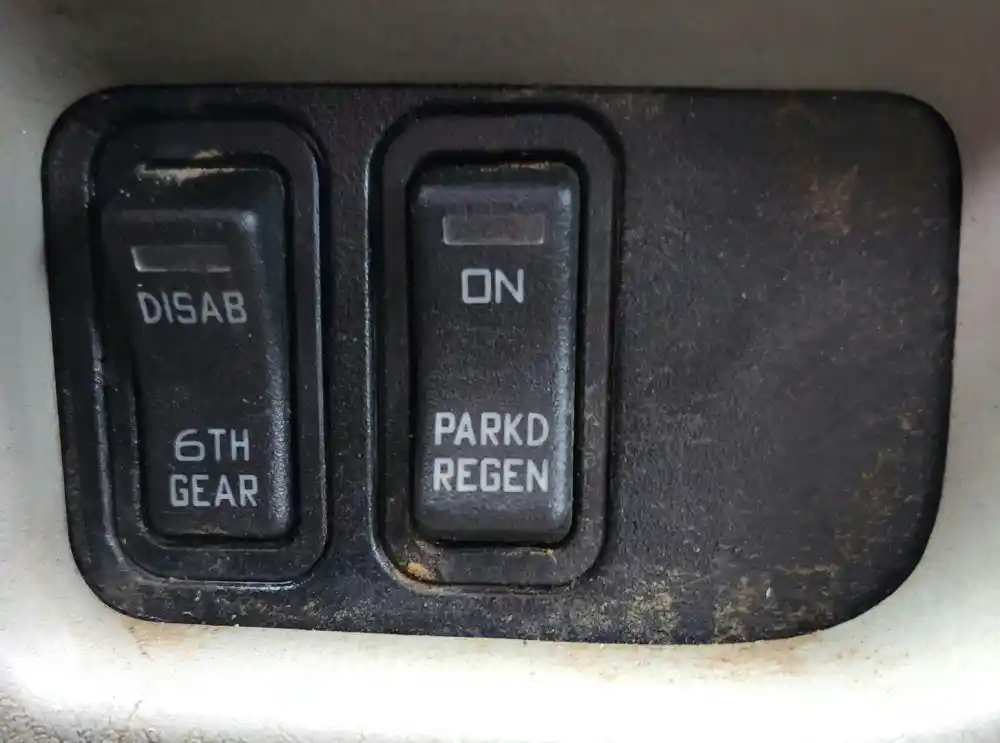 DISAB
6TH
GEAR
ON
PARKD
REGEN